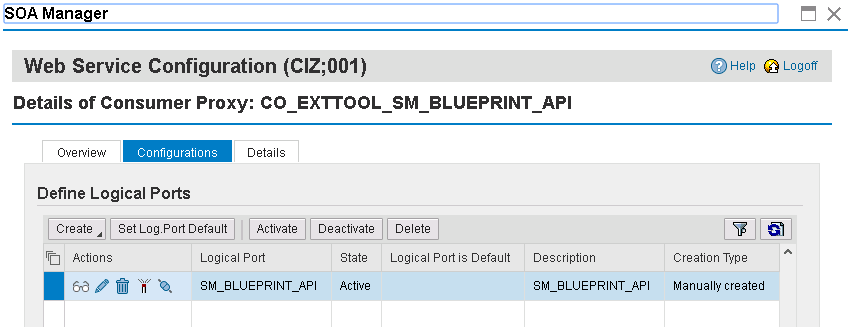 SOA Manager
Web Service Configuration (CIZ;001)
Help Logoff
Details of Consumer Proxy: CO_EXTTOOL_SM_BLUEPRINT_API
Overview Configurations Details
Define Logical Ports
Create Set Log.Port Default Activate Deactivate Delete
Actions Logical Port State Logical Port is Default Description Creation Type
SM_BLUEPRINT_API Active SM_BLUEPRINT_API Manually created